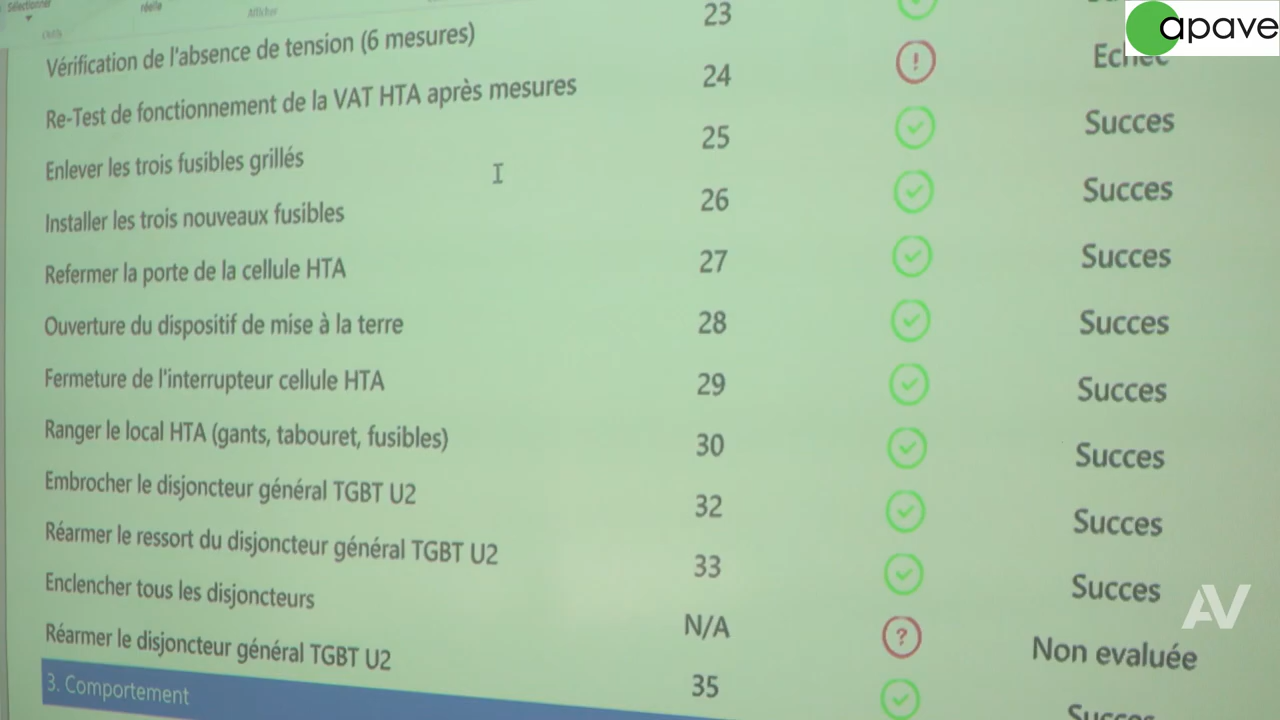 Sélectionner
réelle
Afficher
apave
Vérification de l'absence de tension (6 mesures) 23
Re-Test de fonctionnement de la VAT HTA après mesures 24 ! Echec
Enlever les trois fusibles grillés 25 Succes
Installer les trois nouveaux fusibles 26 Succes
Refermer la porte de la cellule HTA 27 Succes
Ouverture du dispositif de mise à la terre 28 Succes
Fermeture de l'interrupteur cellule HTA 29 Succes
Ranger le local HTA (gants, tabouret, fusibles) 30 Succes
Embrocher le disjoncteur général TGBT U2 32 Succes
Réarmer le ressort du disjoncteur général TGBT U2 33 Succes
Enclencher tous les disjoncteurs N/A ? Non evaluée
Réarmer le disjoncteur général TGBT U2 35 Succes
3. Comportement
AV